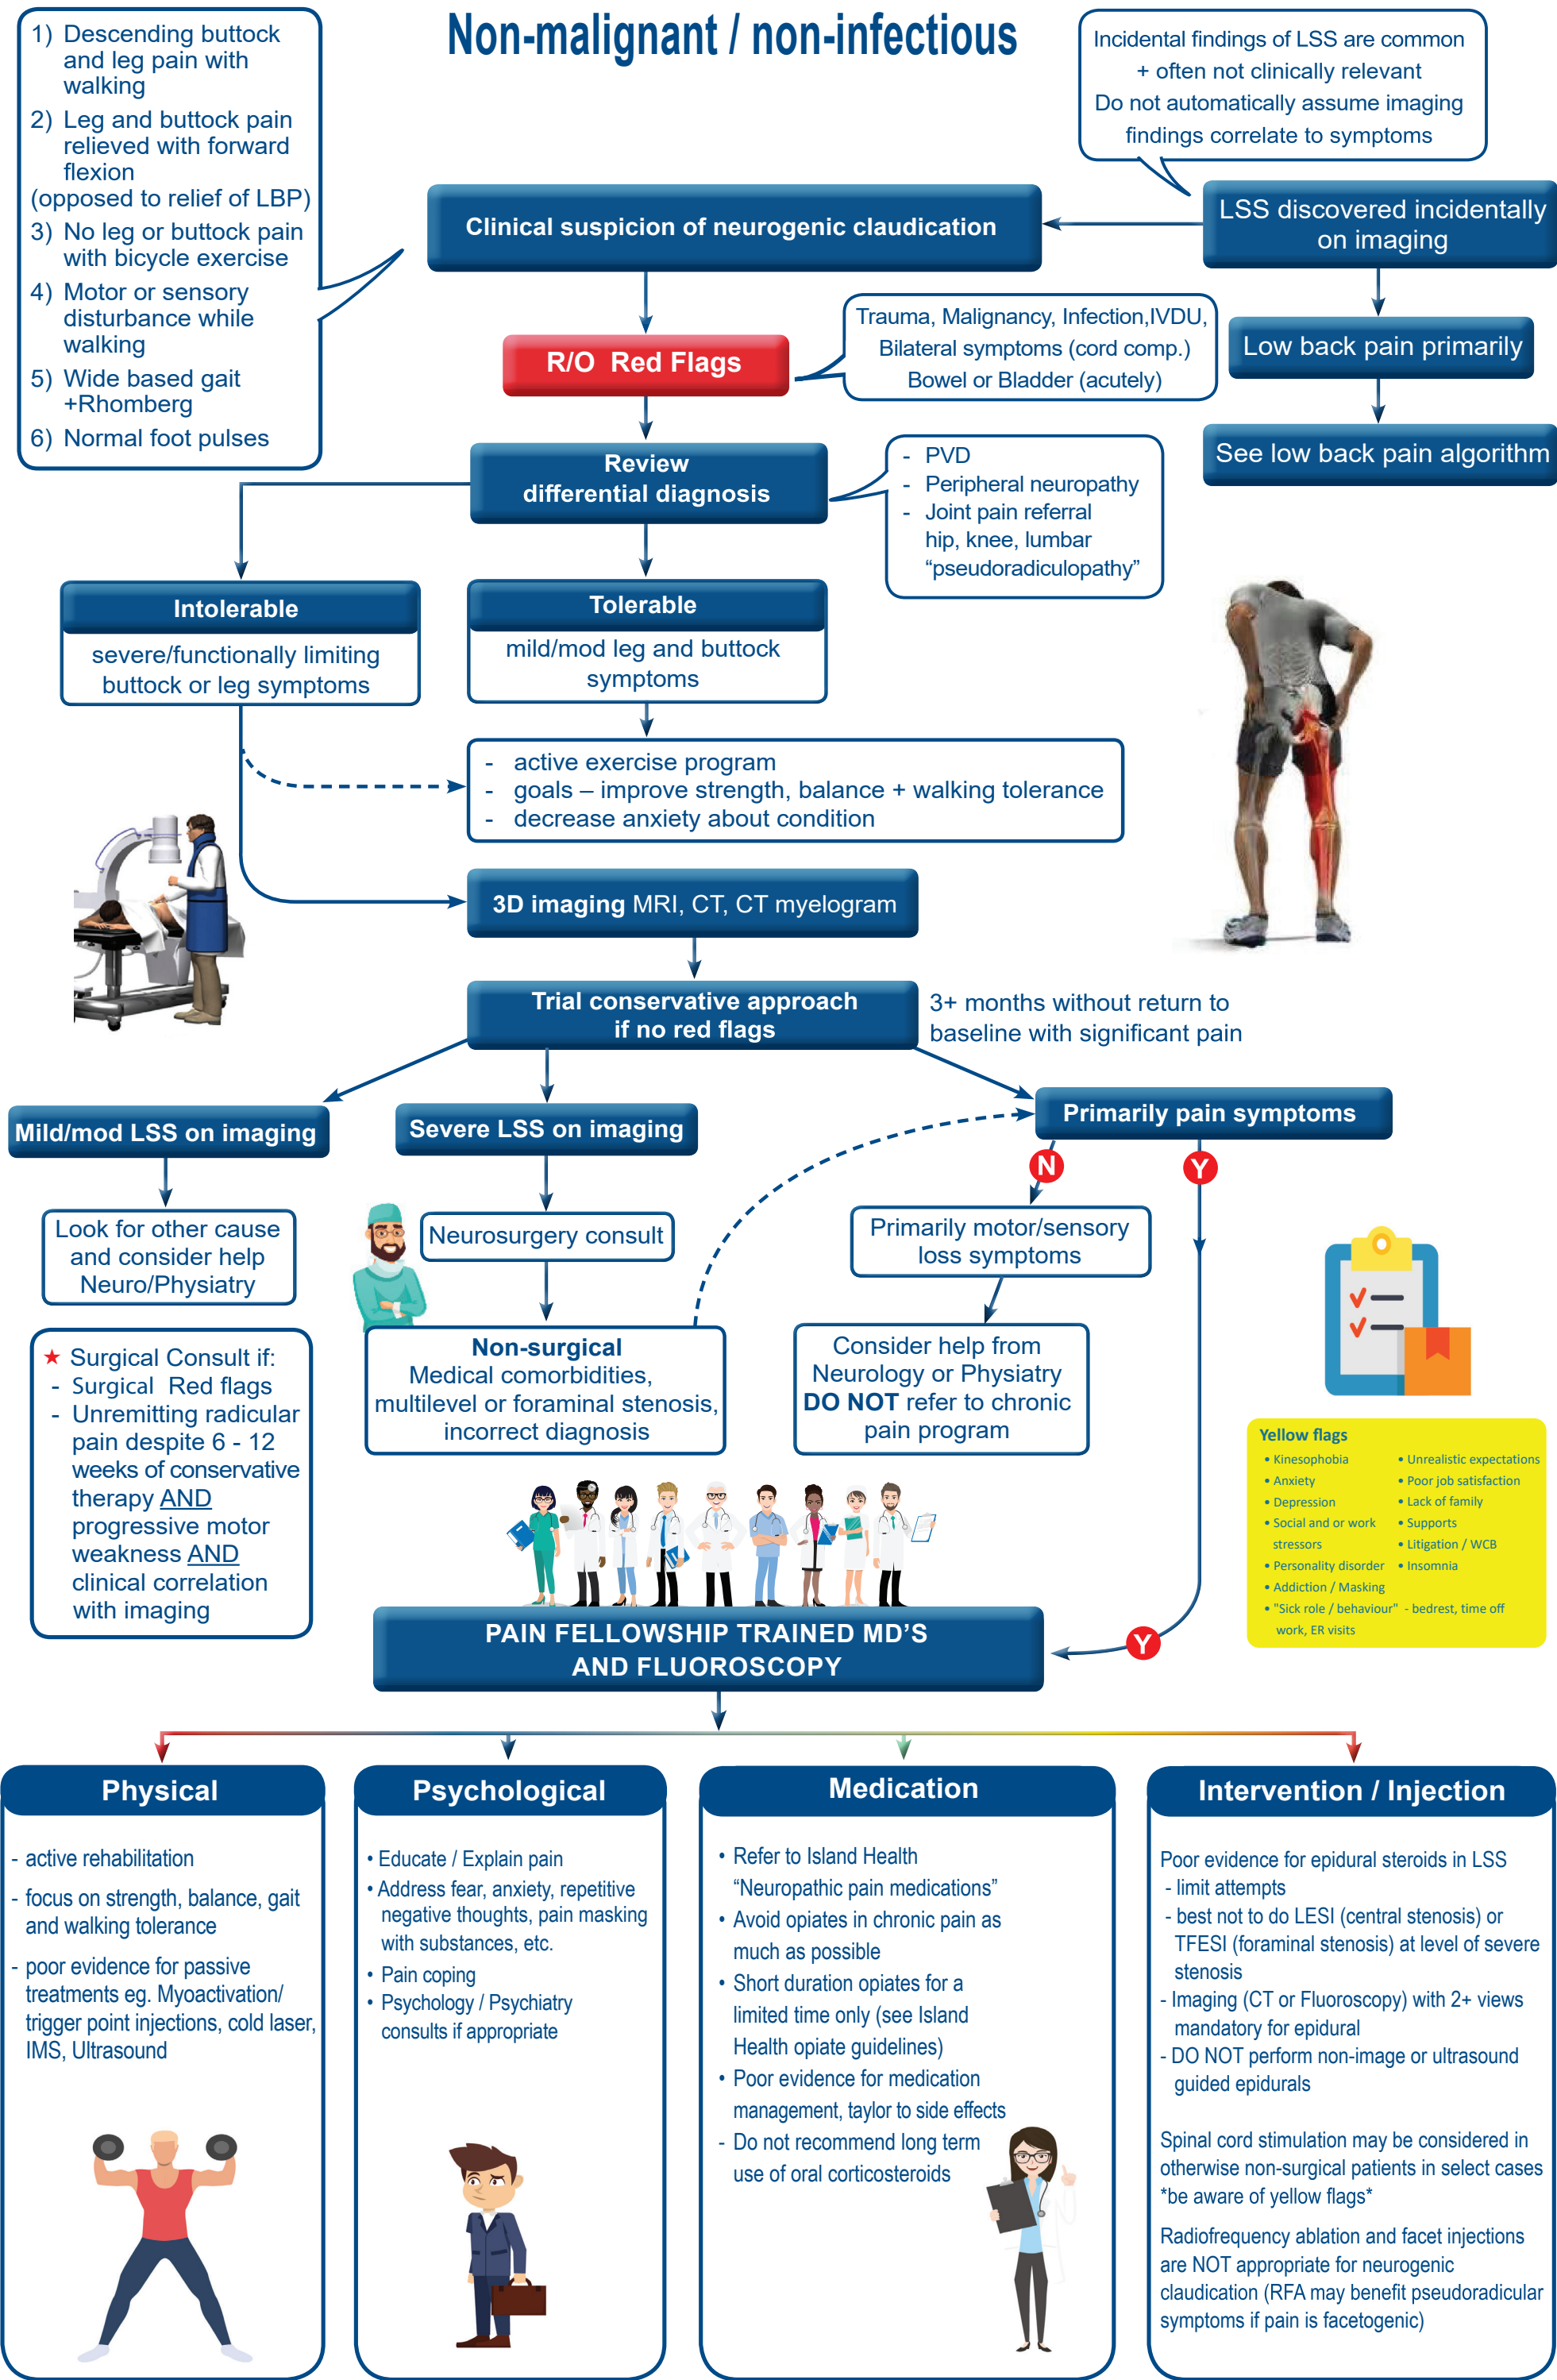 Non-malignant / non-infectious
1) Descending buttock
and leg pain with
walking
2) Leg and buttock pain
relieved with forward
flexion
(opposed to relief of LBP)
3) No leg or buttock pain
with bicycle exercise
4) Motor or sensory
disturbance while
walking
5) Wide based gait
+Rhomberg
6) Normal foot pulses
Incidental findings of LSS are common
+ often not clinically relevant
Do not automatically assume imaging
findings correlate to symptoms
Clinical suspicion of neurogenic claudication
LSS discovered incidentally
on imaging
R/O Red Flags
Trauma, Malignancy, Infection,IVDU,
Bilateral symptoms (cord comp.)
Bowel or Bladder (acutely)
Low back pain primarily
See low back pain algorithm
Review
differential diagnosis
- PVD
- Peripheral neuropathy
- Joint pain referral
hip, knee, lumbar
“pseudoradiculopathy”
Intolerable
severe/functionally limiting
buttock or leg symptoms
Tolerable
mild/mod leg and buttock
symptoms
- active exercise program
- goals – improve strength, balance + walking tolerance
- decrease anxiety about condition
3D imaging MRI, CT, CT myelogram
Trial conservative approach
if no red flags
3+ months without return to
baseline with significant pain
Mild/mod LSS on imaging
Severe LSS on imaging
Primarily pain symptoms
N
Y
Look for other cause
and consider help
Neuro/Physiatry
Neurosurgery consult
Primarily motor/sensory
loss symptoms
★ Surgical Consult if:
- Surgical Red flags
- Unremitting radicular
pain despite 6 - 12
weeks of conservative
therapy AND
progressive motor
weakness AND
clinical correlation
with imaging
Non-surgical
Medical comorbidities,
multilevel or foraminal stenosis,
incorrect diagnosis
Consider help from
Neurology or Physiatry
DO NOT refer to chronic
pain program
Yellow flags
• Kinesophobia
• Anxiety
• Depression
• Social and or work
stressors
• Personality disorder
• Addiction / Masking
• "Sick role / behaviour" - bedrest, time off
work, ER visits
• Unrealistic expectations
• Poor job satisfaction
• Lack of family
• Supports
• Litigation / WCB
• Insomnia
PAIN FELLOWSHIP TRAINED MD’S
AND FLUOROSCOPY
Y
Physical
- active rehabilitation
- focus on strength, balance, gait
and walking tolerance
- poor evidence for passive
treatments eg. Myoactivation/
trigger point injections, cold laser,
IMS, Ultrasound
Psychological
• Educate / Explain pain
• Address fear, anxiety, repetitive
negative thoughts, pain masking
with substances, etc.
• Pain coping
• Psychology / Psychiatry
consults if appropriate
Medication
• Refer to Island Health
“Neuropathic pain medications”
• Avoid opiates in chronic pain as
much as possible
• Short duration opiates for a
limited time only (see Island
Health opiate guidelines)
• Poor evidence for medication
management, taylor to side effects
- Do not recommend long term
use of oral corticosteroids
Intervention / Injection
Poor evidence for epidural steroids in LSS
- limit attempts
- best not to do LESI (central stenosis) or
TFESI (foraminal stenosis) at level of severe
stenosis
- Imaging (CT or Fluoroscopy) with 2+ views
mandatory for epidural
- DO NOT perform non-image or ultrasound
guided epidurals
Spinal cord stimulation may be considered in
otherwise non-surgical patients in select cases
*be aware of yellow flags*
Radiofrequency ablation and facet injections
are NOT appropriate for neurogenic
claudication (RFA may benefit pseudoradicular
symptoms if pain is facetogenic)